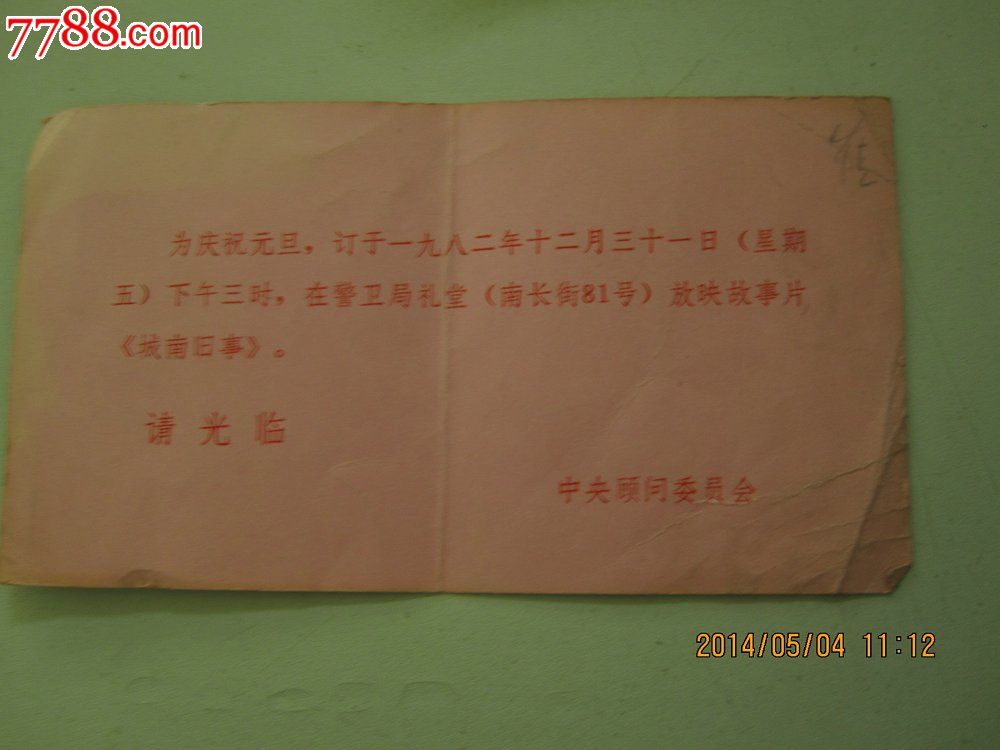 7788.com
为庆祝元旦，订于一九八二年十二月三十一日（星期
五）下午三时，在警卫局礼堂（南长街81号）放映故事片
《城南旧事》。
请光临
中央顾问委员会
2014/05/04 11:12